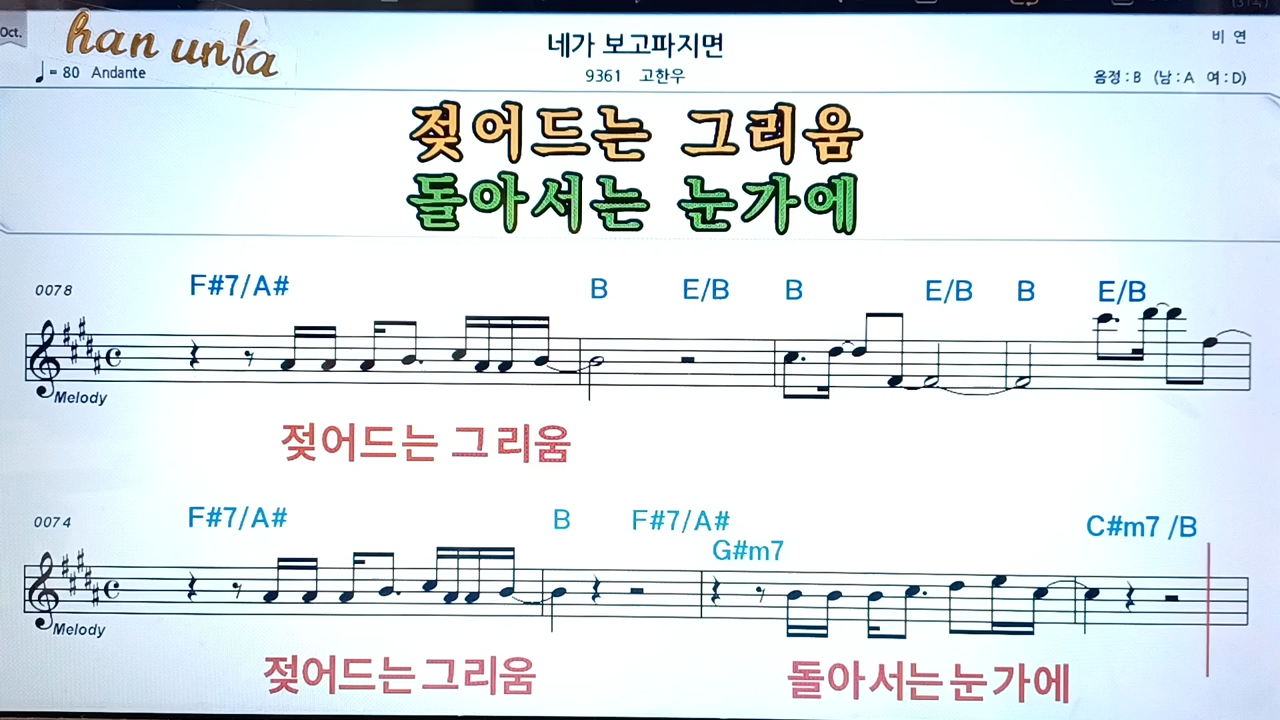 Oct.
han unfa
네가 보고파지면
비 연
♩= 80 Andante
9361 고한우
음정 : B (남 : A 여 : D)
젖어드는 그리움
돌아서는 눈가에
0078
F#7/A# B E/B B E/B B E/B
Melody
젖어드는 그리움
0074
F#7/A# B F#7/A# G#m7 C#m7 /B
Melody
젖어드는그리움 돌아서는눈가에